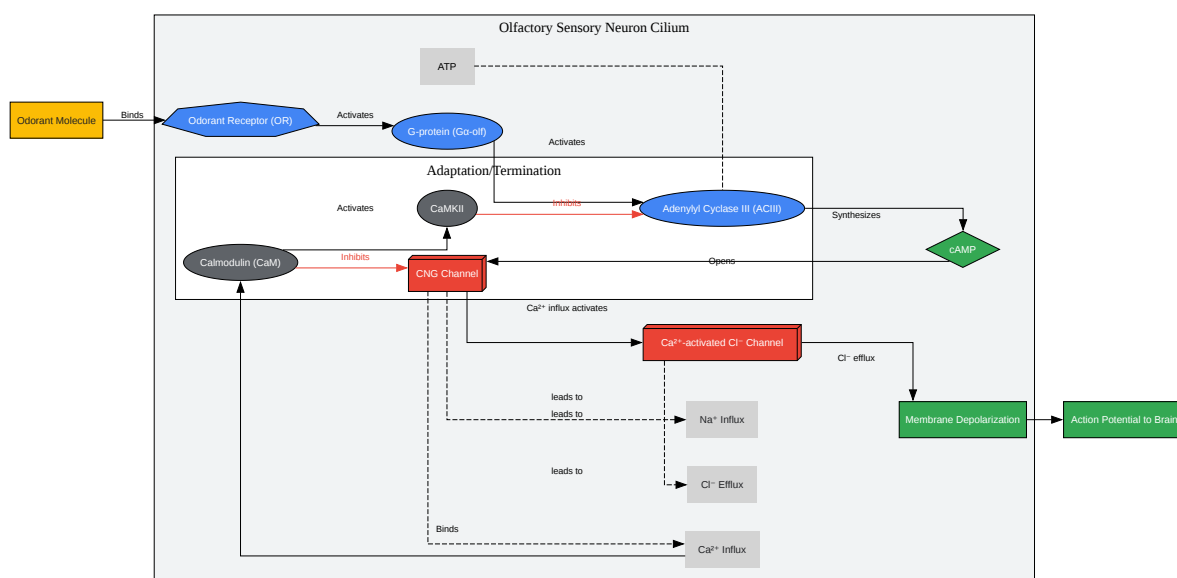 Olfactory Sensory Neuron Cilium
ATP
Odorant Molecule
Binds
Odorant Receptor (OR)
Activates
G-protein (Gα-olf)
Activates
Adaptation/Termination
CaMKII
Activates
Inhibits
Adenylyl Cyclase III (ACIII)
Synthesizes
cAMP
Calmodulin (CaM)
Inhibits
CNG Channel
Opens
Ca²⁺ influx activates
Ca²⁺-activated Cl⁻ Channel
Cl⁻ efflux
leads to
leads to
Na⁺ Influx
Membrane Depolarization
Action Potential to Brain
leads to
Cl⁻ Efflux
Binds
Ca²⁺ Influx